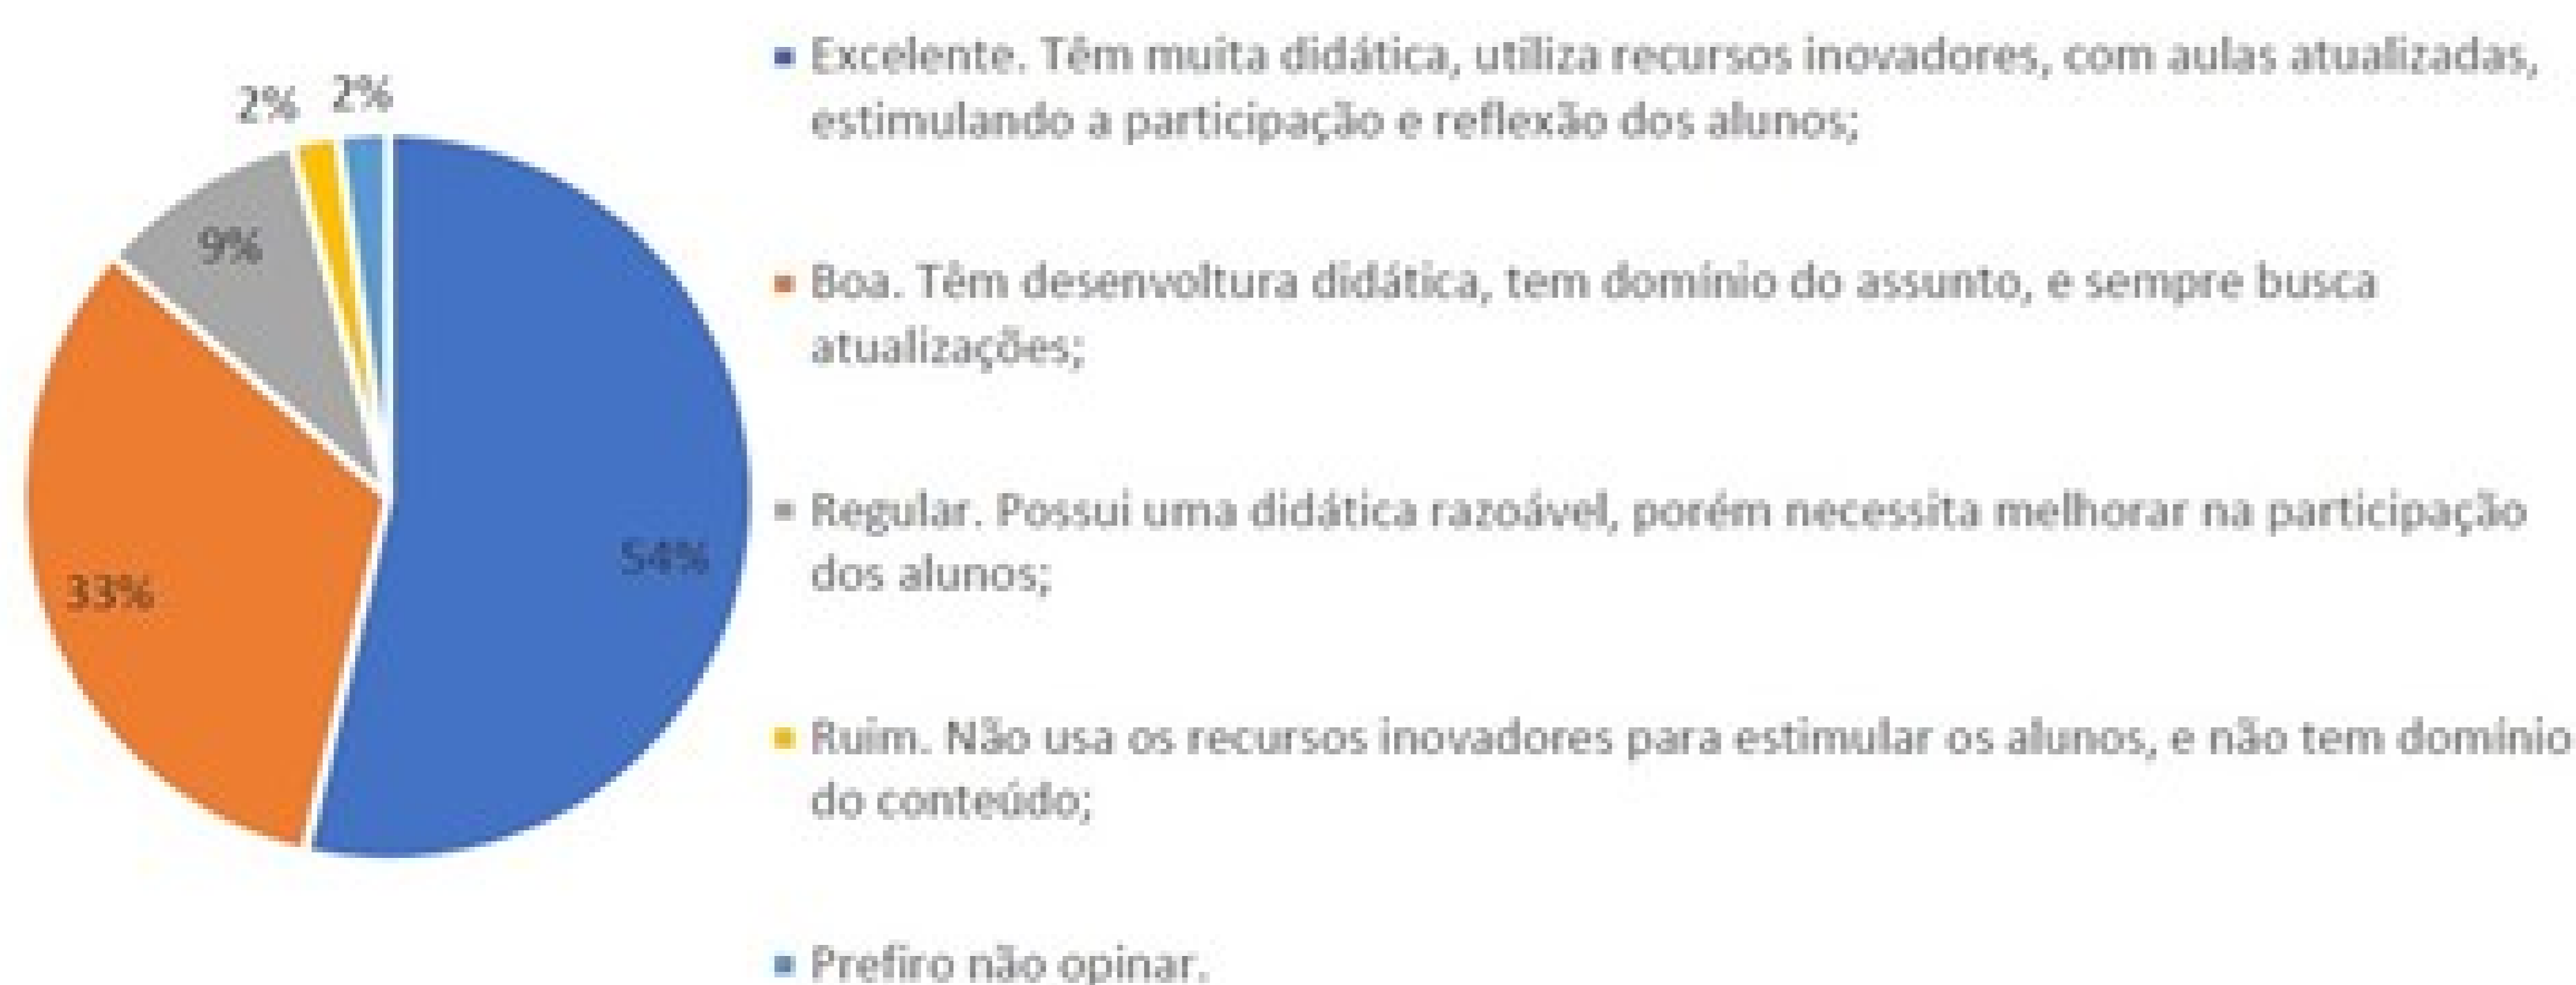 2% 2%
9%
54%
33%
Excelente. Têm muita didática, utiliza recursos inovadores, com aulas atualizadas,
estimulando a participação e reflexão dos alunos;
Boa. Têm desenvoltura didática, tem domínio do assunto, e sempre busca
atualizações;
Regular. Possui uma didática razoável, porém necessita melhorar na participação
dos alunos;
Ruim. Não usa os recursos inovadores para estimular os alunos, e não tem domínio
do conteúdo;
Prefiro não opinar.